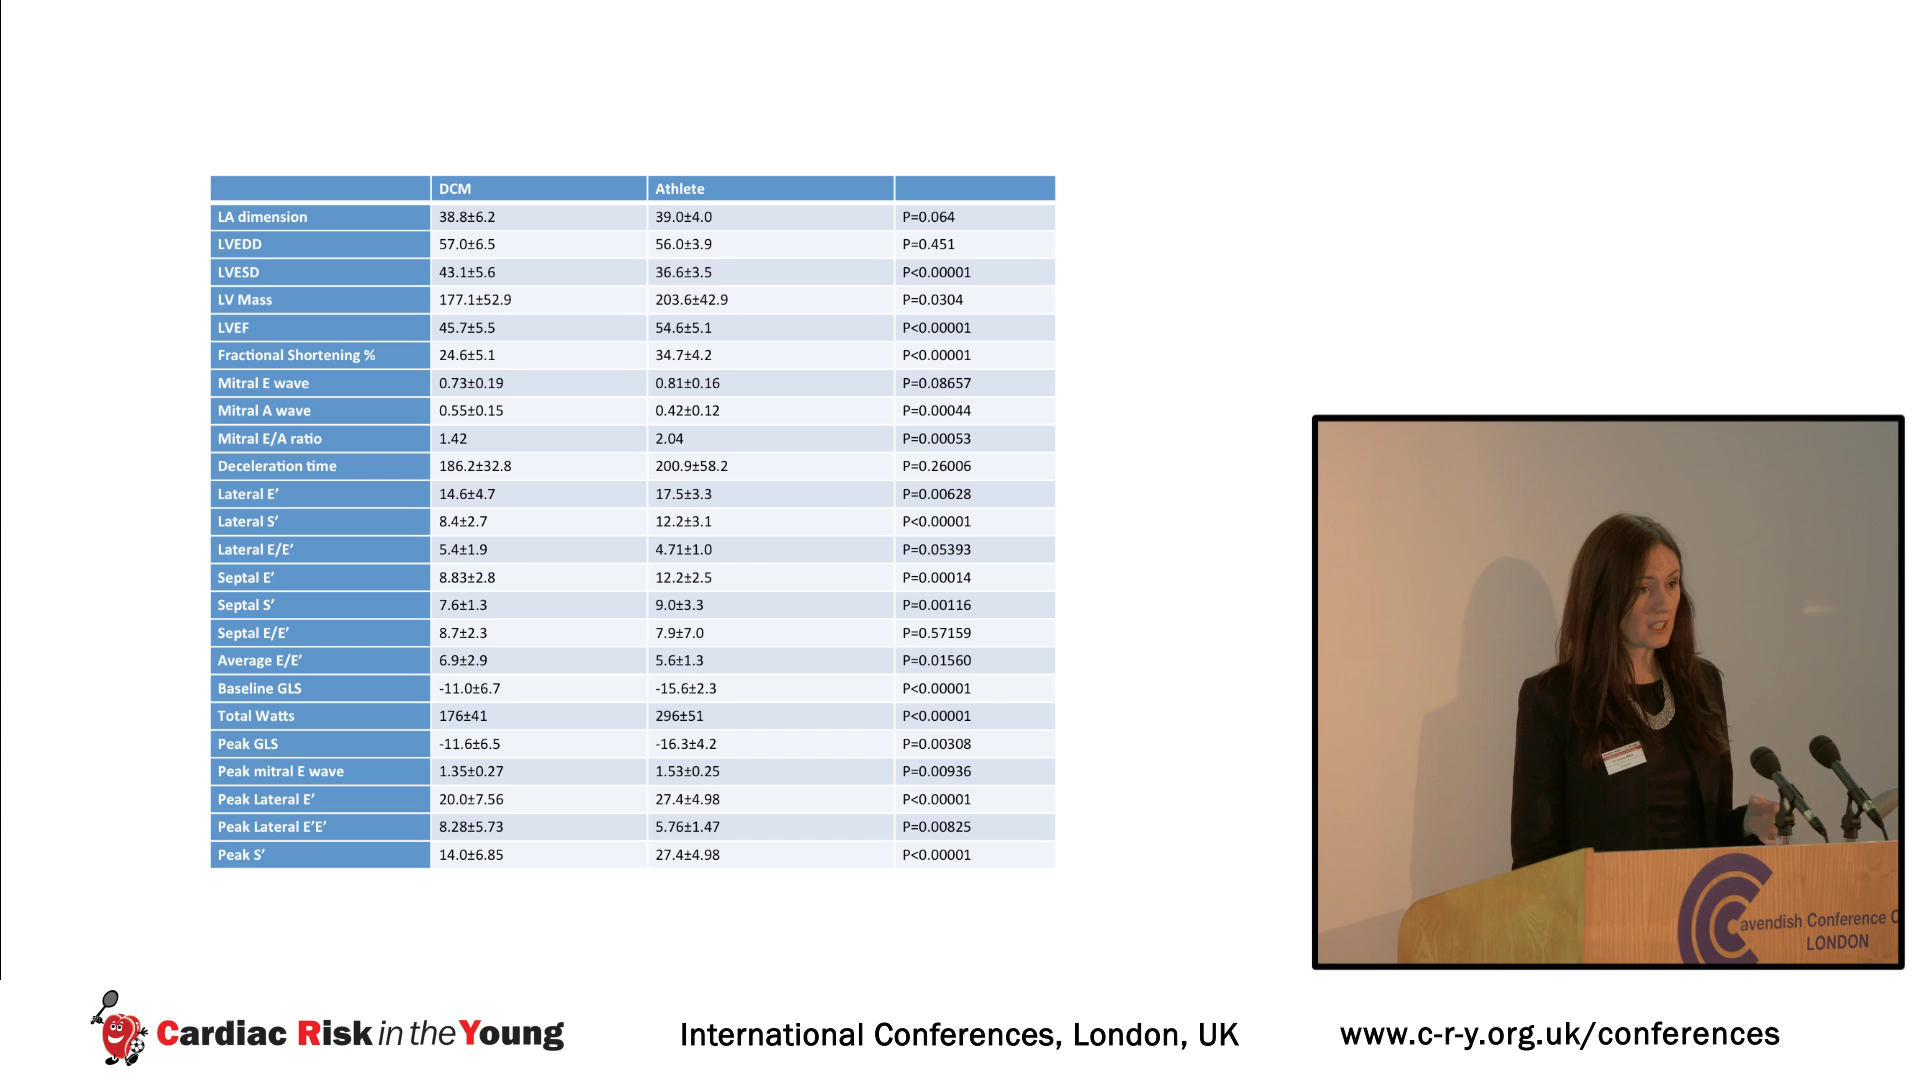 DCM Athlete
LA dimension 38.8±6.2 39.0±4.0 P=0.064
LVEDD 57.0±6.5 56.0±3.9 P=0.451
LVESD 43.1±5.6 36.6±3.5 P<0.00001
LV Mass 177.1±52.9 203.6±42.9 P=0.0304
LVEF 45.7±5.5 54.6±5.1 P<0.00001
Fractional Shortening % 24.6±5.1 34.7±4.2 P<0.00001
Mitral E wave 0.73±0.19 0.81±0.16 P=0.08657
Mitral A wave 0.55±0.15 0.42±0.12 P=0.00044
Mitral E/A ratio 1.42 2.04 P=0.00053
Deceleration time 186.2±32.8 200.9±58.2 P=0.26006
Lateral E’ 14.6±4.7 17.5±3.3 P=0.00628
Lateral S’ 8.4±2.7 12.2±3.1 P<0.00001
Lateral E/E’ 5.4±1.9 4.71±1.0 P=0.05393
Septal E’ 8.83±2.8 12.2±2.5 P=0.00014
Septal S’ 7.6±1.3 9.0±3.3 P=0.00116
Septal E/E’ 8.7±2.3 7.9±7.0 P=0.57159
Average E/E’ 6.9±2.9 5.6±1.3 P=0.01560
Baseline GLS -11.0±6.7 -15.6±2.3 P<0.00001
Total Watts 176±41 296±51 P<0.00001
Peak GLS -11.6±6.5 -16.3±4.2 P=0.00308
Peak mitral E wave 1.35±0.27 1.53±0.25 P=0.00936
Peak Lateral E’ 20.0±7.56 27.4±4.98 P<0.00001
Peak Lateral E’E’ 8.28±5.73 5.76±1.47 P=0.00825
Peak S’ 14.0±6.85 27.4±4.98 P<0.00001
avendish Conference C
LONDON
Cardiac Risk in the Young
International Conferences, London, UK
www.c-r-y.org.uk/conferences